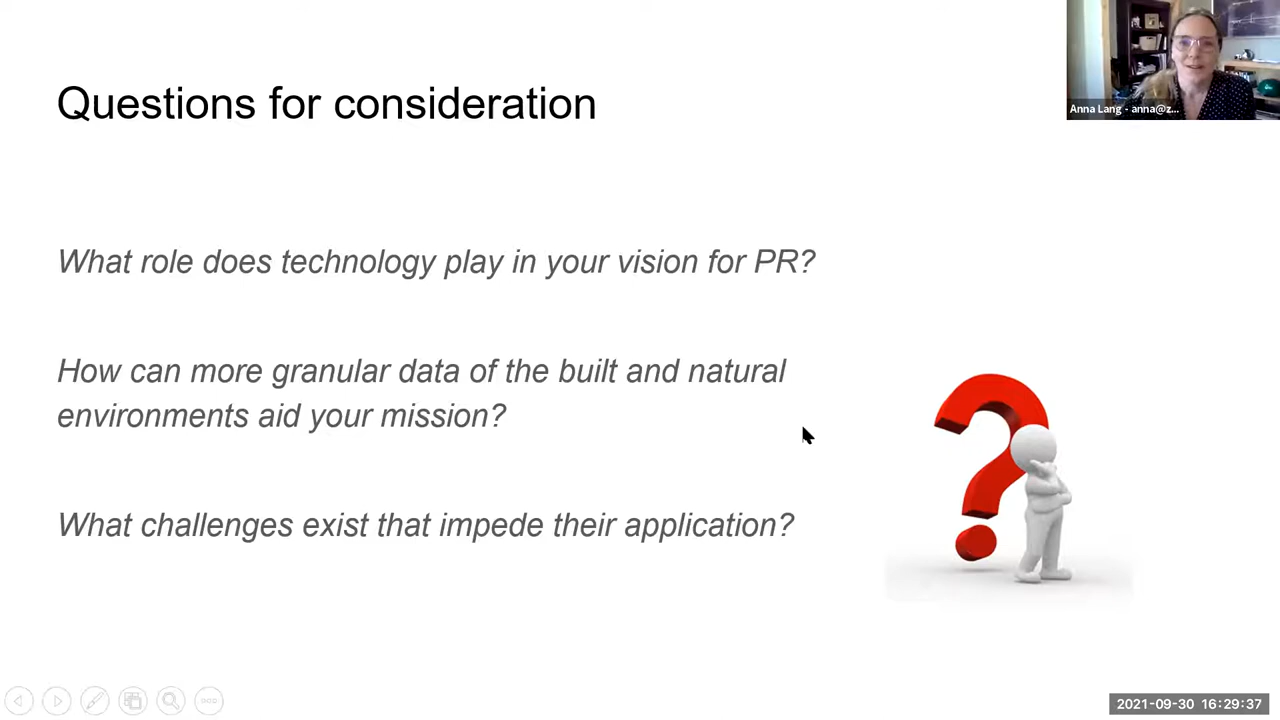 Questions for consideration
Anna Lang - anna@z...
What role does technology play in your vision for PR?
How can more granular data of the built and natural
environments aid your mission?
What challenges exist that impede their application?
2021-09-30 16:29:37